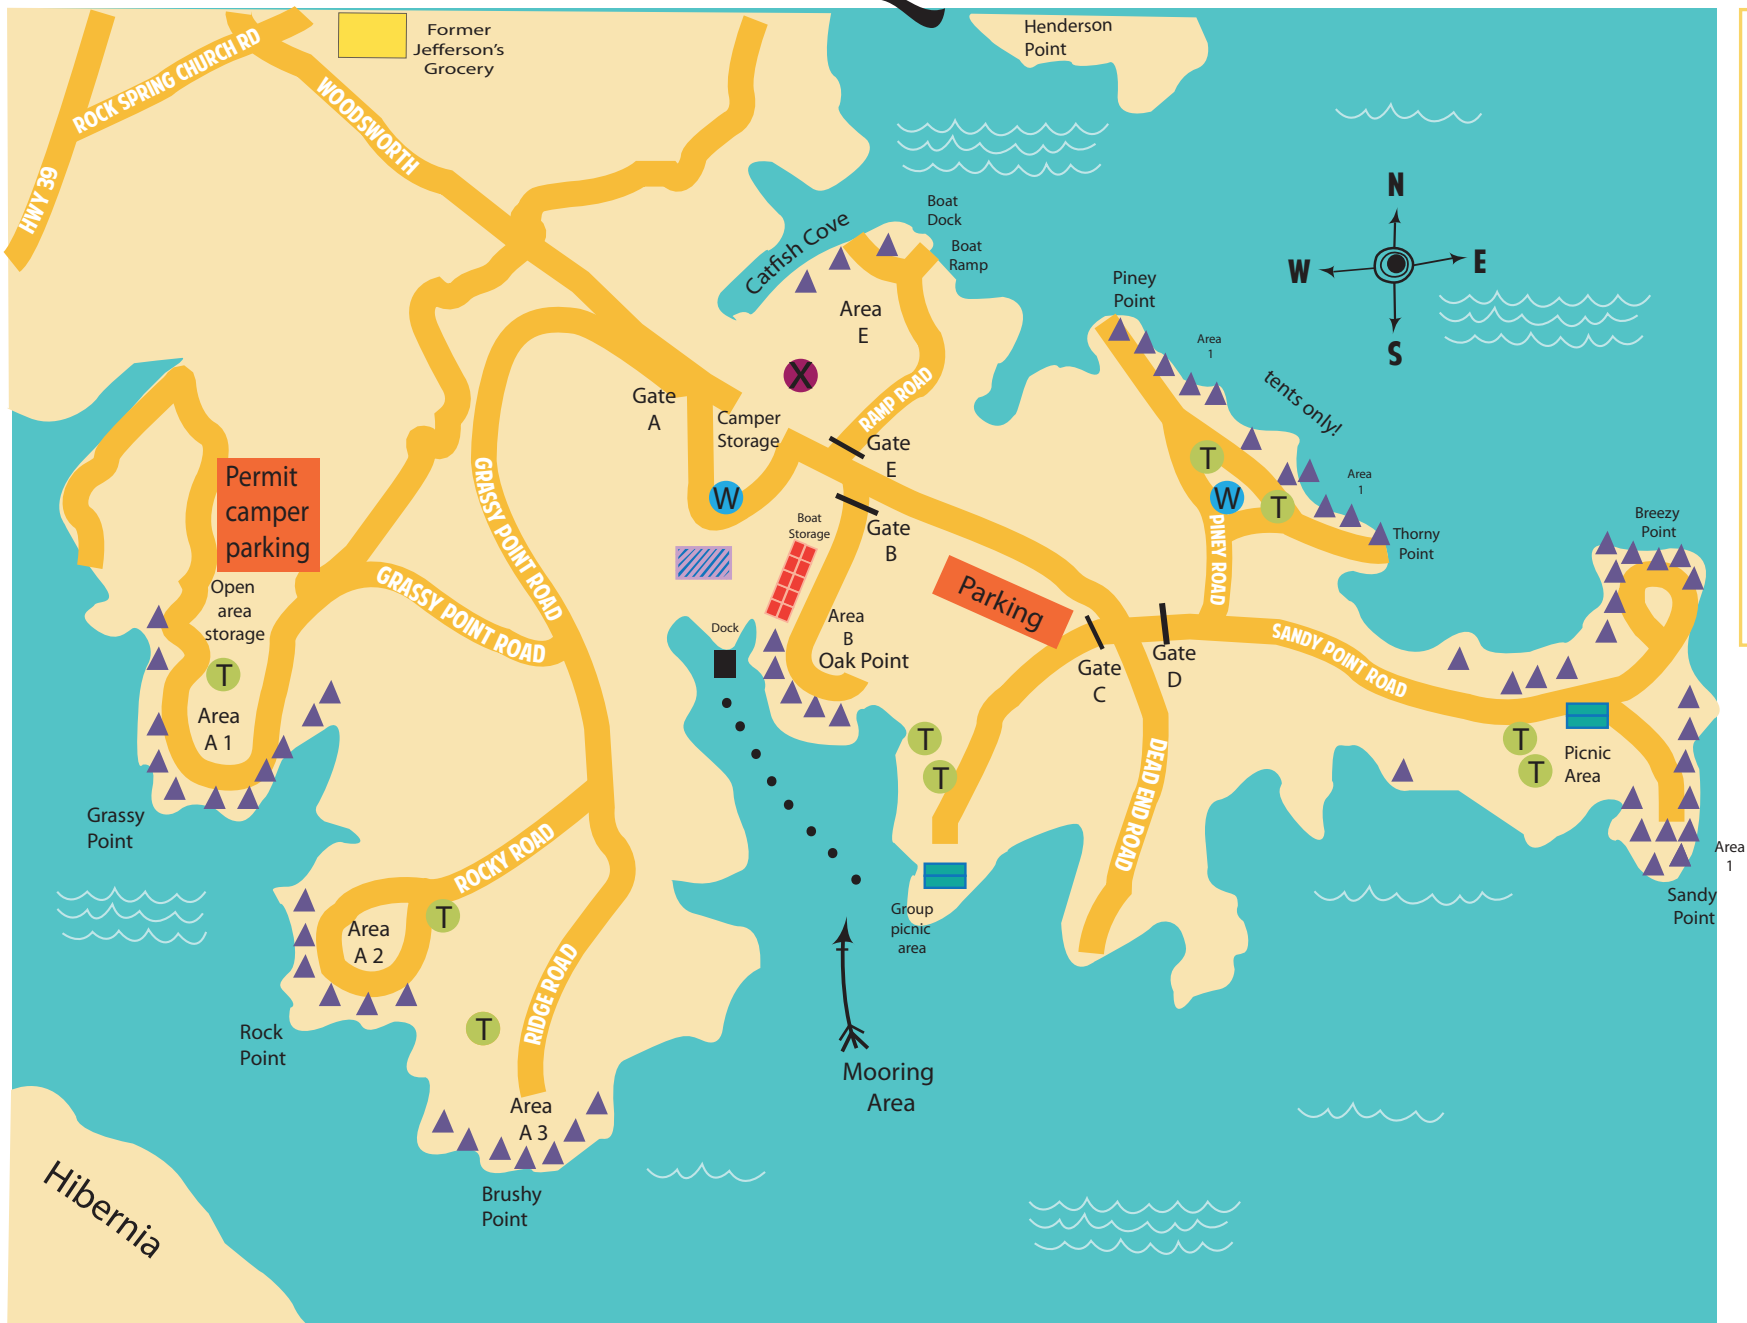 Former
Jefferson's
Grocery
Henderson
Point
ROCK SPRING CHURCH RD
WOODSWORTH
HWY 39
N
W
E
S
Boat
Dock
Boat
Ramp
Catfish Cove
Area
E
Piney
Point
Area
1
tents only!
X
RAMP ROAD
Gate
A
Camper
Storage
Gate
E
T
W
W
T
Area
1
Thorny
Point
Breezy
Point
Permit
camper
parking
GRASSY POINT ROAD
Boat
Storage
Gate
B
PINEY ROAD
Parking
Open
area
storage
GRASSY POINT ROAD
Dock
Area
B
Oak Point
Gate
C
Gate
D
SANDY POINT ROAD
T
Area
A 1
T
T
DEAD END ROAD
T
T
Picnic
Area
Grassy
Point
ROCKY ROAD
Area
1
Sandy
Point
Group
picnic
area
T
Area
A 2
RIDGE ROAD
T
Rock
Point
Mooring
Area
Area
A 3
Brushy
Point
Hibernia